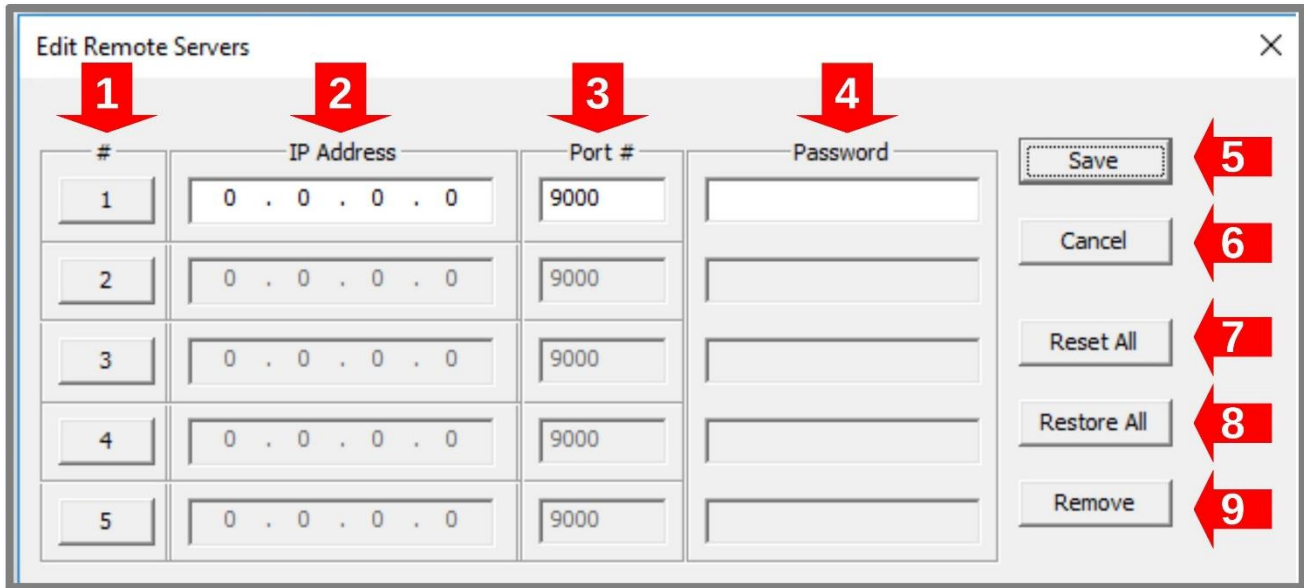 Edit Remote Servers
1 2 3 4
# IP Address Port # Password
1 0 . 0 . 0 . 0 9000 Save 5
Cancel 6
2 0 . 0 . 0 . 0 9000
3 0 . 0 . 0 . 0 9000 Reset All 7
4 0 . 0 . 0 . 0 9000 Restore All 8
5 0 . 0 . 0 . 0 9000 Remove 9